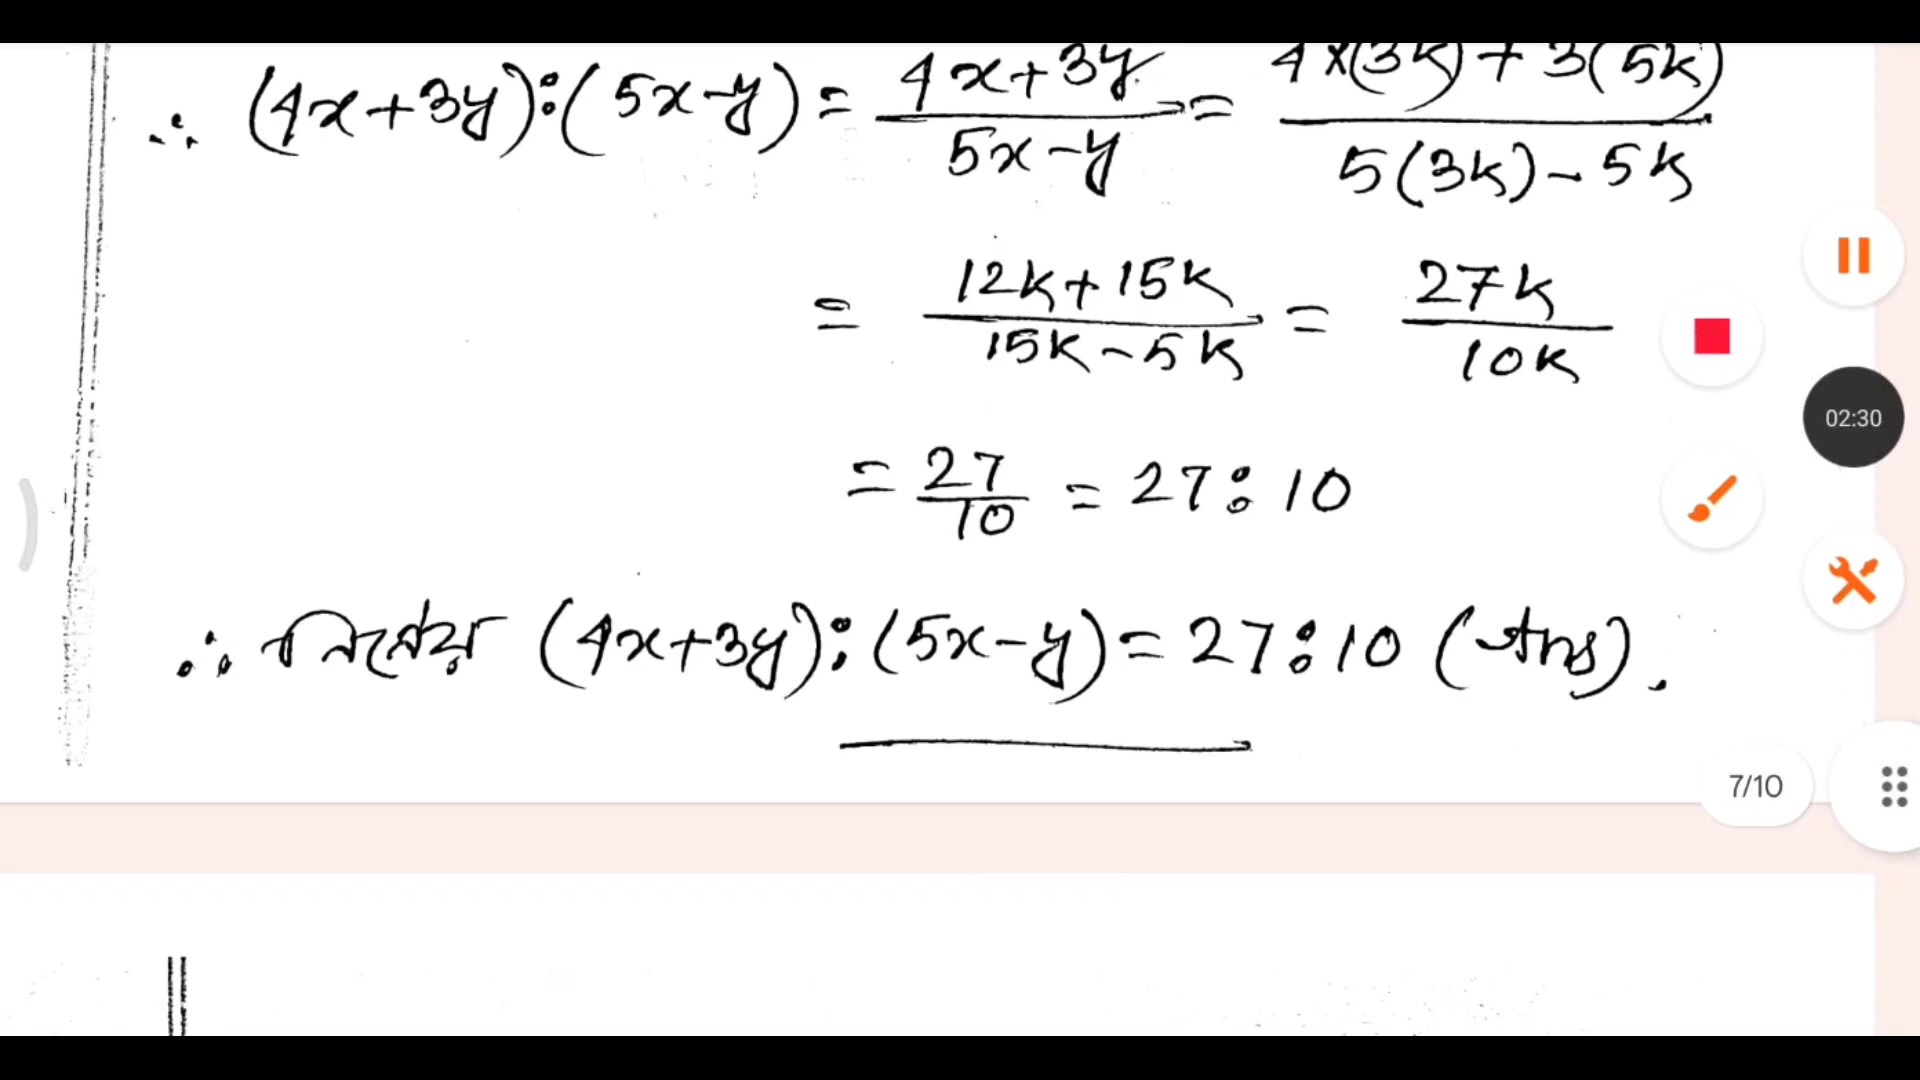 ∴ (4x+3y):(5x-y) = 4x+3y / 5x-y = 4×(3k)+3(5k) / 5(3k)-5k
= 12k+15k / 15k-5k = 27k / 10k
02:30
= 27/10 = 27:10
∴ নির্ণেয় (4x+3y):(5x-y) = 27:10 (Ans).
7/10